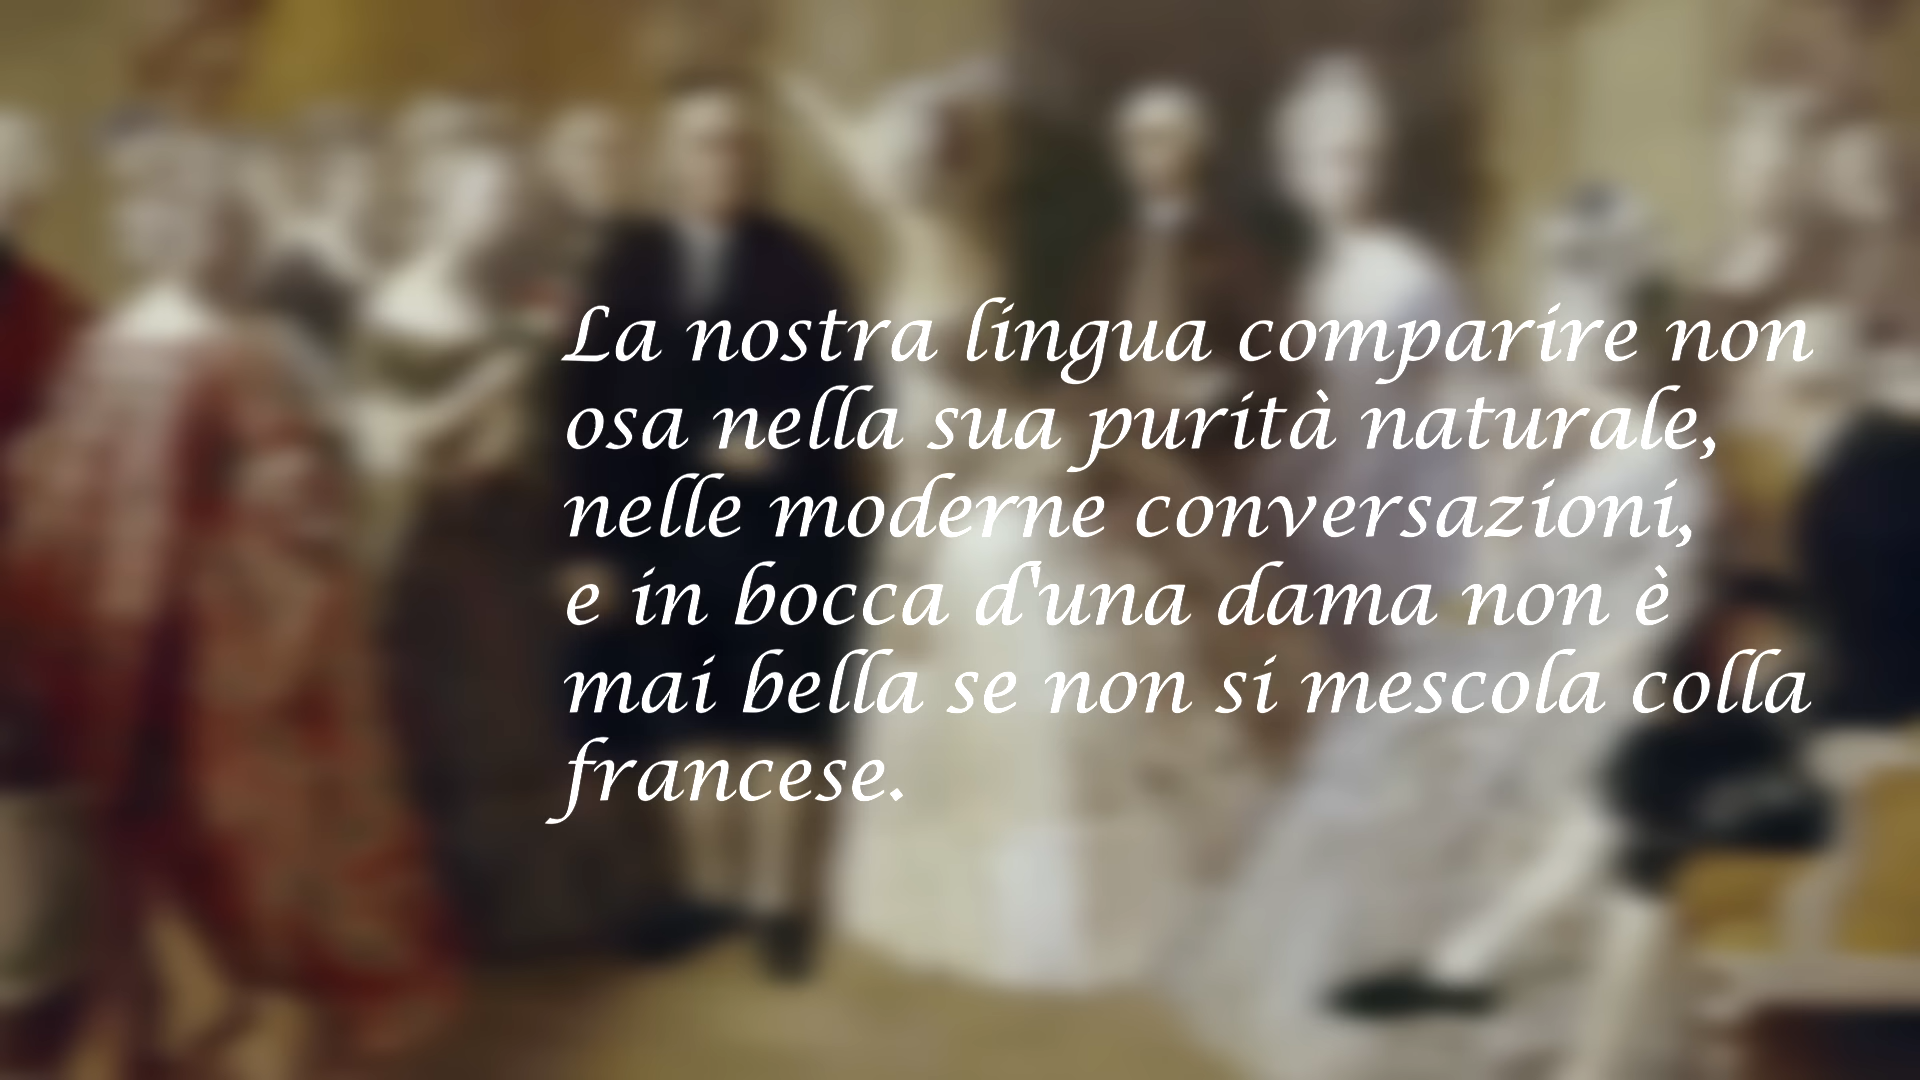 La nostra lingua comparire non
osa nella sua purità naturale,
nelle moderne conversazioni,
e in bocca d'una dama non è
mai bella se non si mescola colla
francese.